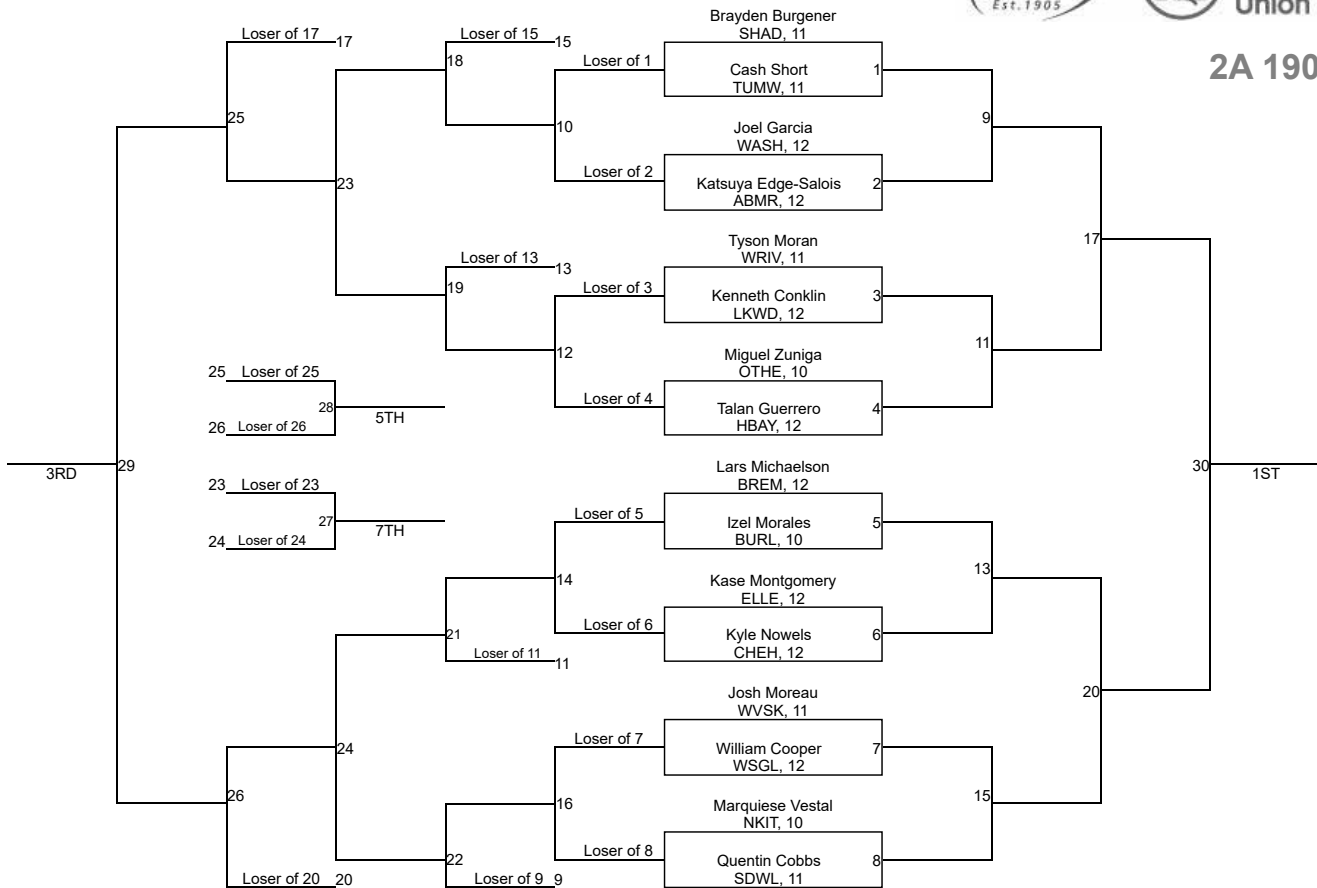 Est. 1905
Union
2A 190
Brayden Burgener
SHAD, 11
Loser of 17 17
Loser of 15 15
18
Loser of 1
Cash Short 1
TUMW, 11
25
10
9
Joel Garcia
WASH, 12
Loser of 2
23
Katsuya Edge-Salois 2
ABMR, 12
Tyson Moran
WRIV, 11
17
Loser of 13 13
19
Loser of 3
Kenneth Conklin 3
LKWD, 12
12
11
Miguel Zuniga
OTHE, 10
25 Loser of 25
28
5TH
Loser of 4
Talan Guerrero 4
HBAY, 12
26 Loser of 26
3RD
29
Lars Michaelson
BREM, 12
30
1ST
23 Loser of 23
27
7TH
Loser of 5
Izel Morales 5
BURL, 10
24 Loser of 24
14
13
Kase Montgomery
ELLE, 12
Loser of 6
21
Kyle Nowels 6
CHEH, 12
Loser of 11 11
Josh Moreau
WVSK, 11
20
Loser of 7
24
William Cooper 7
WSGL, 12
26
16
15
Marquiese Vestal
NKIT, 10
Loser of 8
22
Quentin Cobbs 8
SDWL, 11
Loser of 20 20
Loser of 9 9